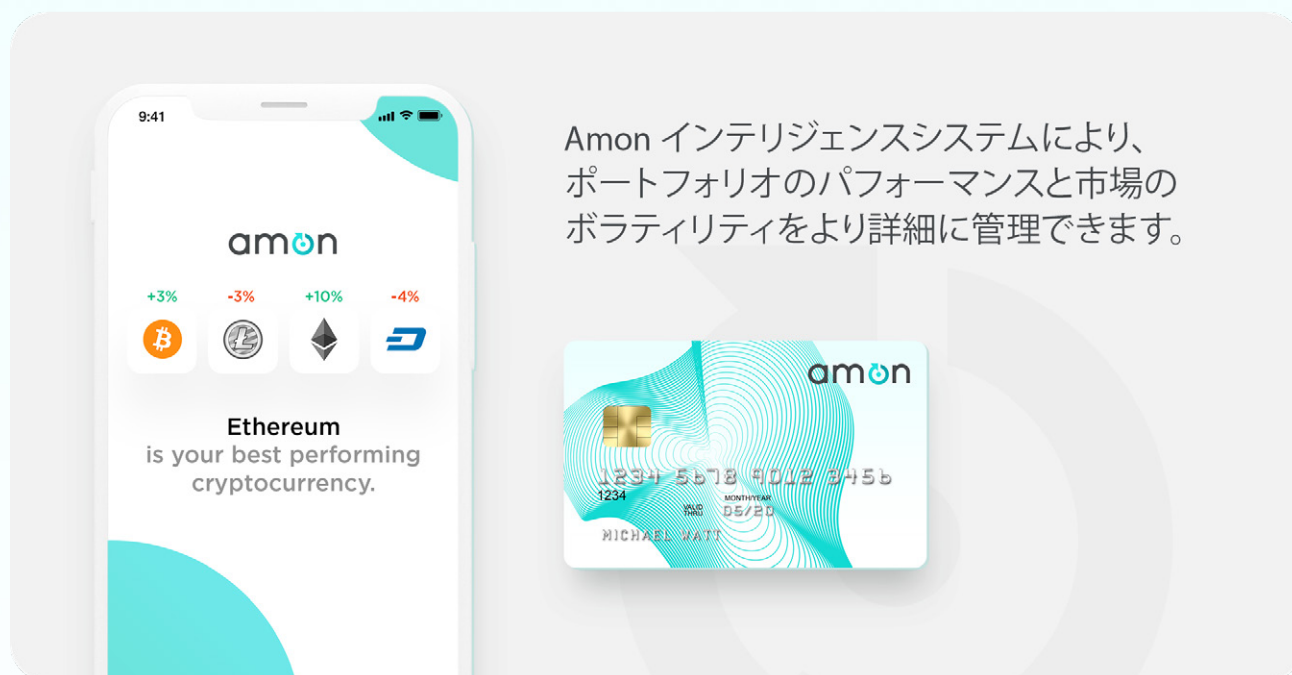 9:41
amon
+3% -3% +10% -4%
Ethereum
is your best performing
cryptocurrency.
Amon インテリジェンスシステムにより、
ポートフォリオのパフォーマンスと市場の
ボラティリティをより詳細に管理できます。
amon
1234 5678 9012 3456
1234
MONTH/YEAR
VALID
THRU 05/20
MICHAEL WATT